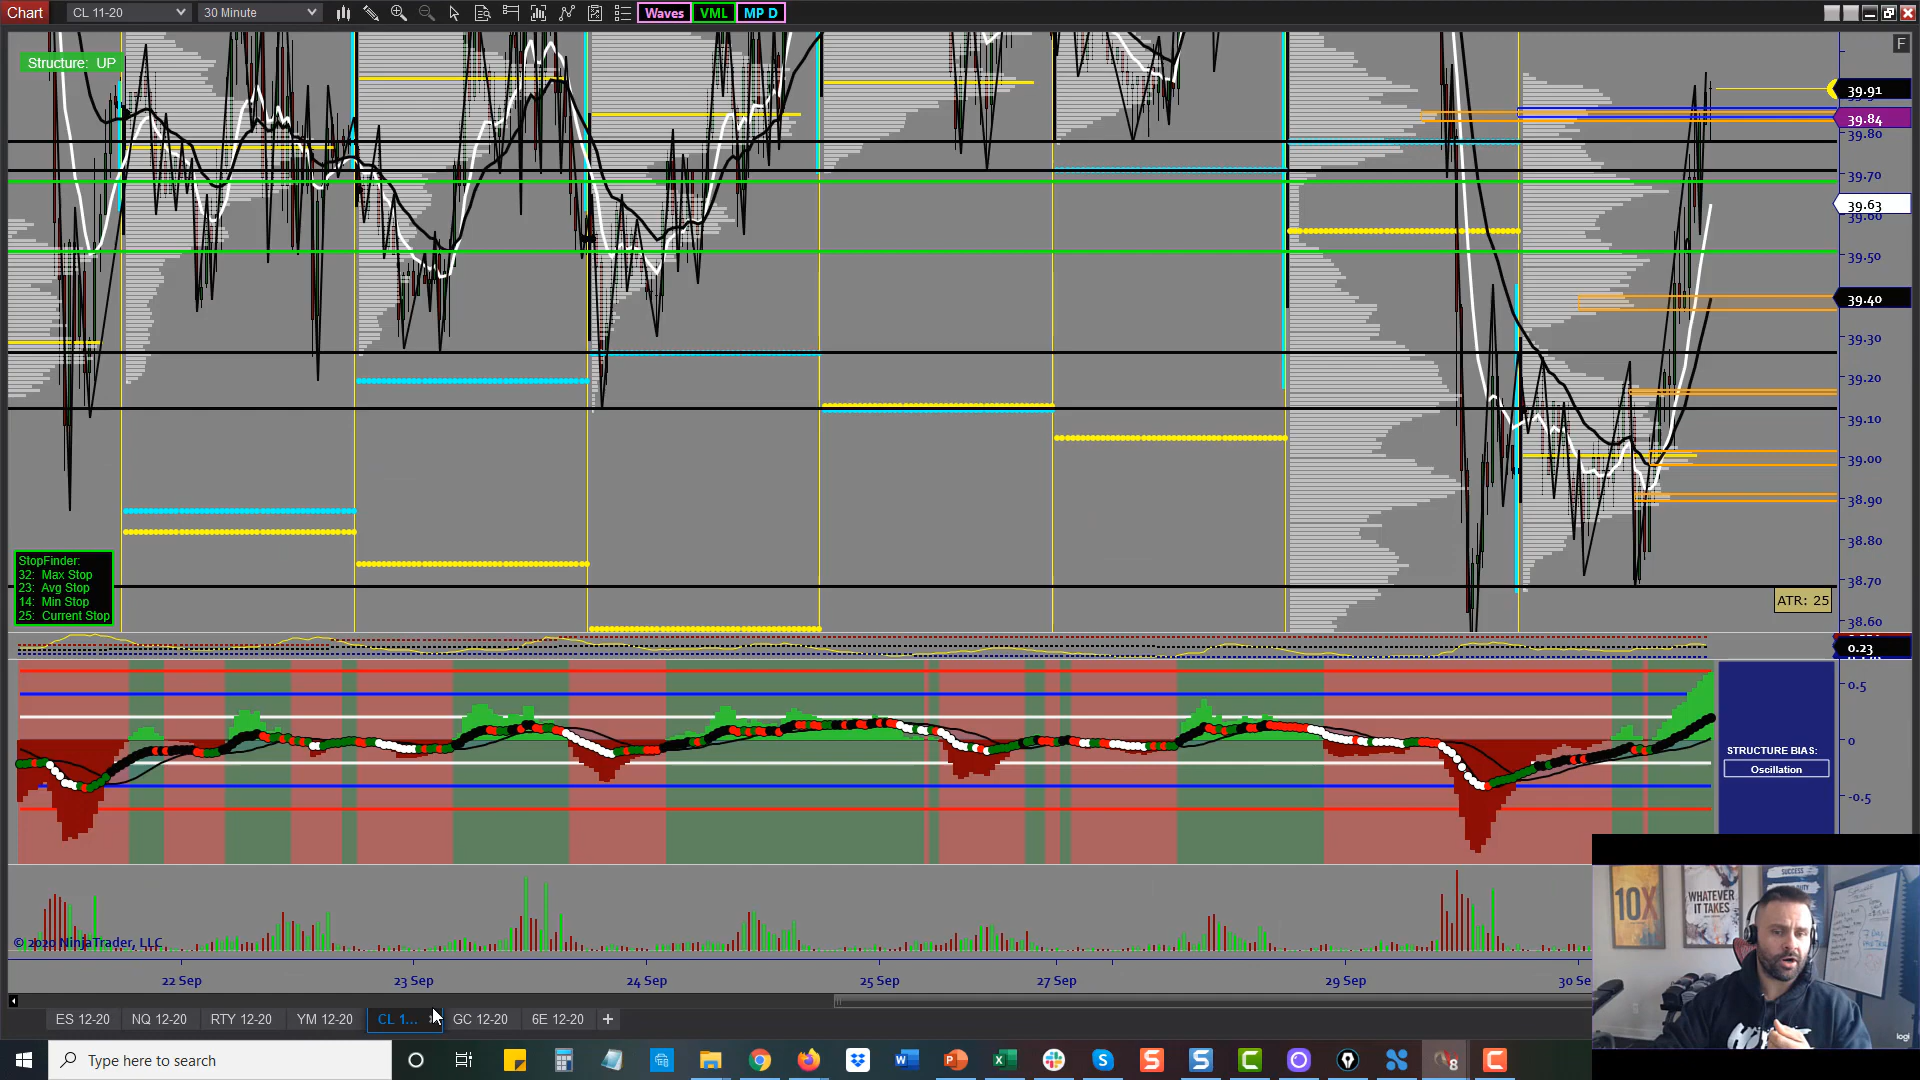 Chart CL 11-20 30 Minute Waves VML MP D
Structure: UP
F
39.91
39.84
39.80
39.70
39.63
39.60
39.50
39.40
39.30
39.20
39.10
39.00
38.90
38.80
38.70
38.60
StopFinder:
32: Max Stop
23: Avg Stop
14: Min Stop
25: Current Stop
ATR: 25
0.23
0.5
0
-0.5
STRUCTURE BIAS:
Oscillation
© 2020 NinjaTrader, LLC
22 Sep 23 Sep 24 Sep 25 Sep 27 Sep 29 Sep 30 Se
10X
WHATEVER
IT TAKES
SUCCESS
logi
ES 12-20 NQ 12-20 RTY 12-20 YM 12-20 CL 1... GC 12-20 6E 12-20 +
Type here to search